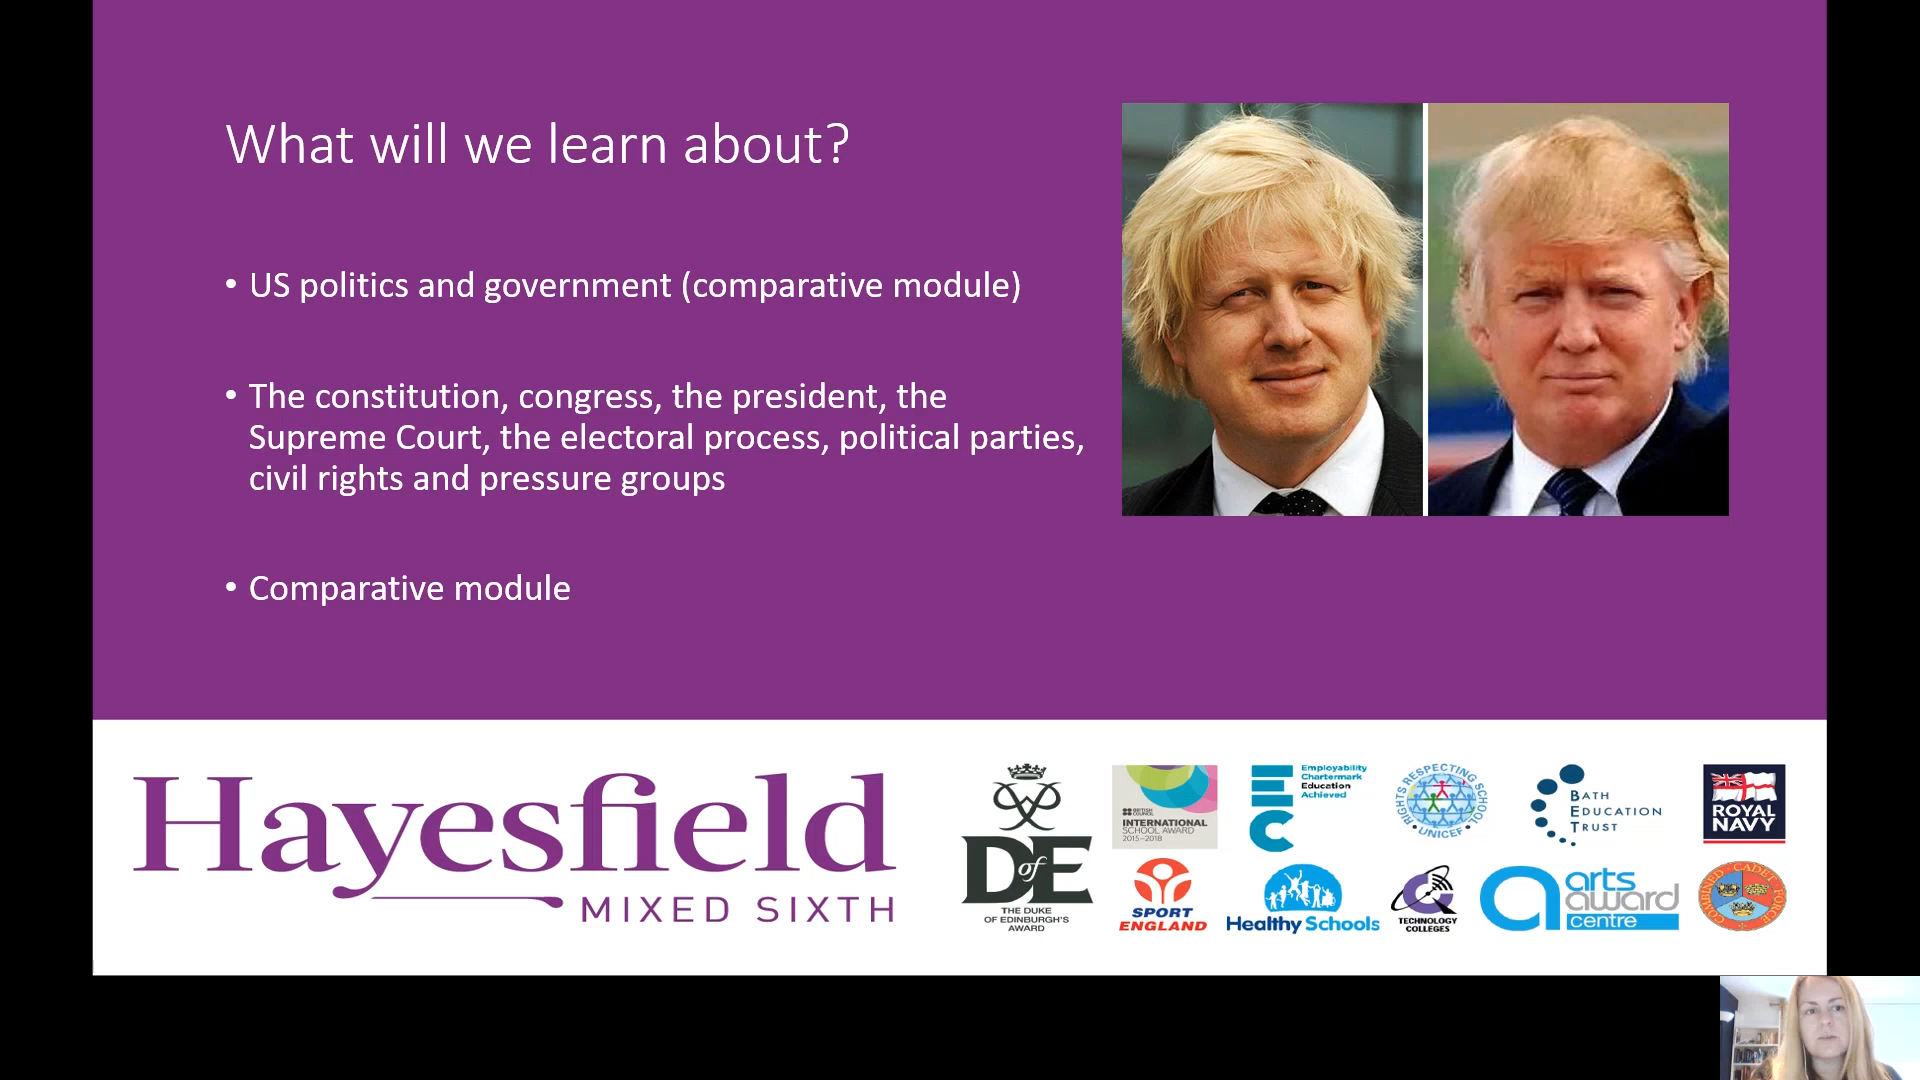 What will we learn about?
• US politics and government (comparative module)
• The constitution, congress, the president, the
Supreme Court, the electoral process, political parties,
civil rights and pressure groups
• Comparative module
Hayesfield
MIXED SIXTH
DofE
THE DUKE
OF EDINBURGH'S
AWARD
BRITISH
COUNCIL
INTERNATIONAL
SCHOOL AWARD
2015–2018
Employability
Chartermark
Education
Achieved
EC
RIGHTS RESPECTING SCHOOL
UNICEF
BATH
EDUCATION
TRUST
ROYAL
NAVY
SPORT
ENGLAND
Healthy Schools
TECHNOLOGY
COLLEGES
arts
award
centre
COMBINED CADET FORCE